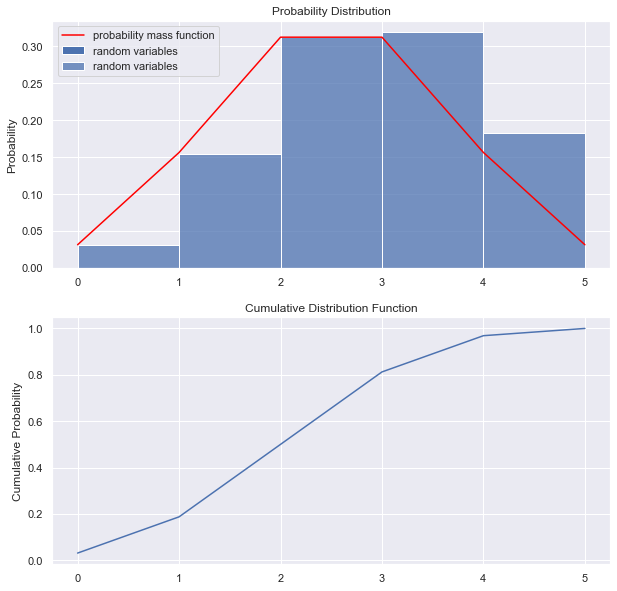 Probability Distribution
probability mass function
random variables
random variables
Probability
0.30
0.25
0.20
0.15
0.10
0.05
0.00
0 1 2 3 4 5
Cumulative Distribution Function
Cumulative Probability
1.0
0.8
0.6
0.4
0.2
0.0
0 1 2 3 4 5